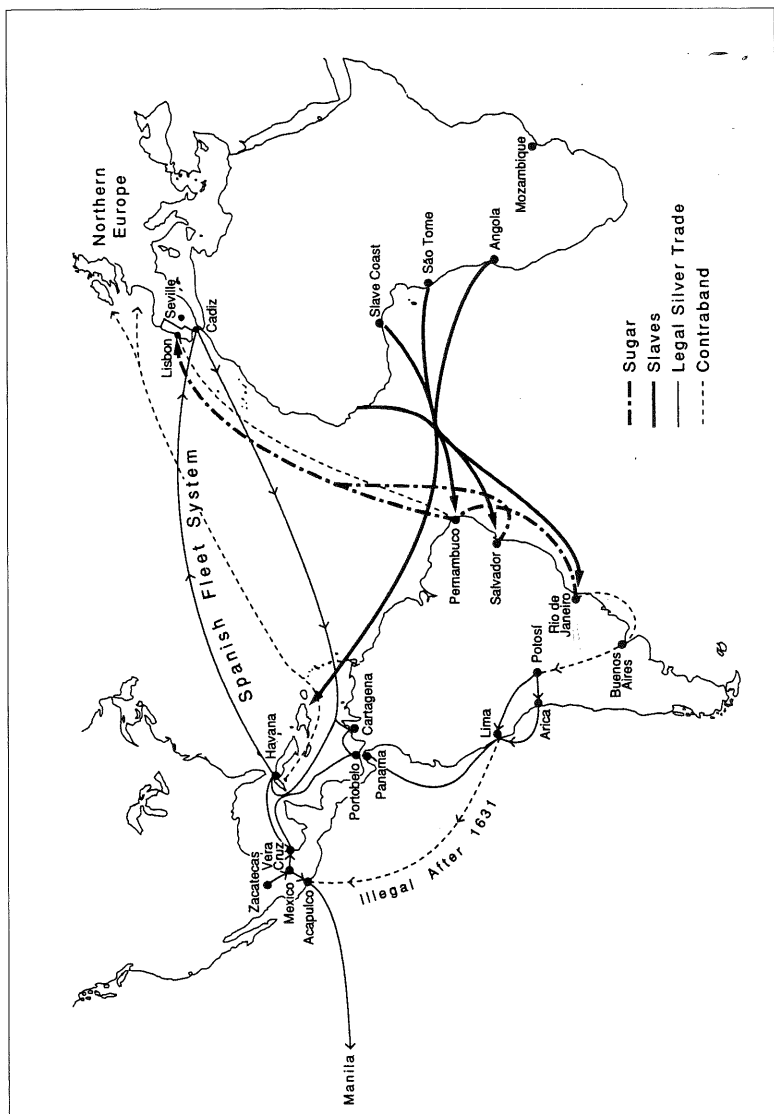 Northern
Europe
Lisbon
Seville
Cadiz
Spanish Fleet System
Slave Coast
São Tome
Angola
Mozambique
Havana
Zacatecas
Vera
Cruz
Mexico
Acapulco
Manila
Portobelo
Panama
Cartagena
Illegal After 1631
Lima
Arica
Potosí
Buenos
Aires
Rio de
Janeiro
Salvador
Pernambuco
Sugar
Slaves
Legal Silver Trade
Contraband